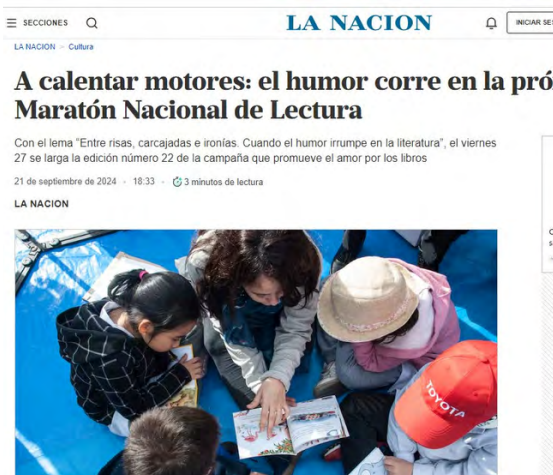 SECCIONES
LA NACION
INICIAR SE
LA NACION > Cultura
A calentar motores: el humor corre en la pró
Maratón Nacional de Lectura
Con el lema "Entre risas, carcajadas e ironías. Cuando el humor irrumpe en la literatura", el viernes
27 se larga la edición número 22 de la campaña que promueve el amor por los libros
21 de septiembre de 2024 · 18:33 · 3 minutos de lectura
LA NACION
TOYOTA